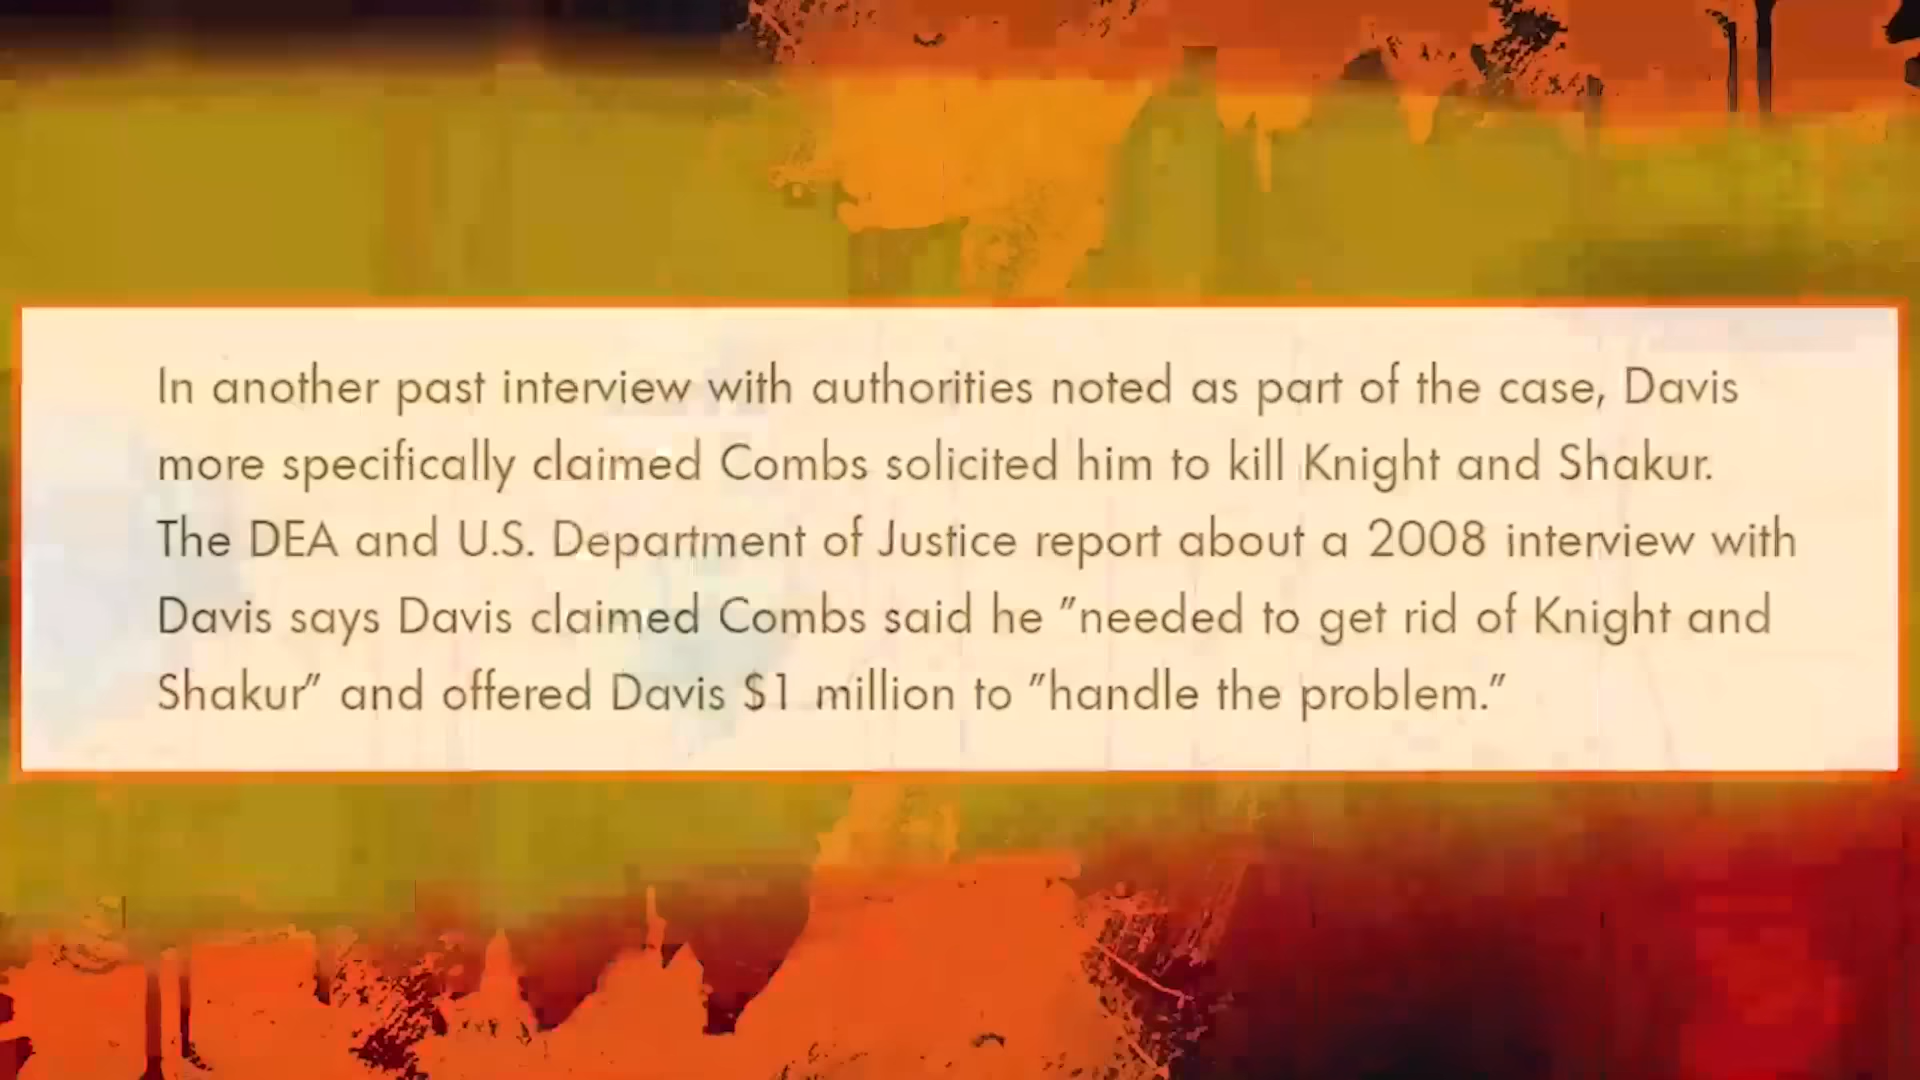 In another past interview with authorities noted as part of the case, Davis
more specifically claimed Combs solicited him to kill Knight and Shakur.
The DEA and U.S. Department of Justice report about a 2008 interview with
Davis says Davis claimed Combs said he "needed to get rid of Knight and
Shakur" and offered Davis $1 million to "handle the problem."